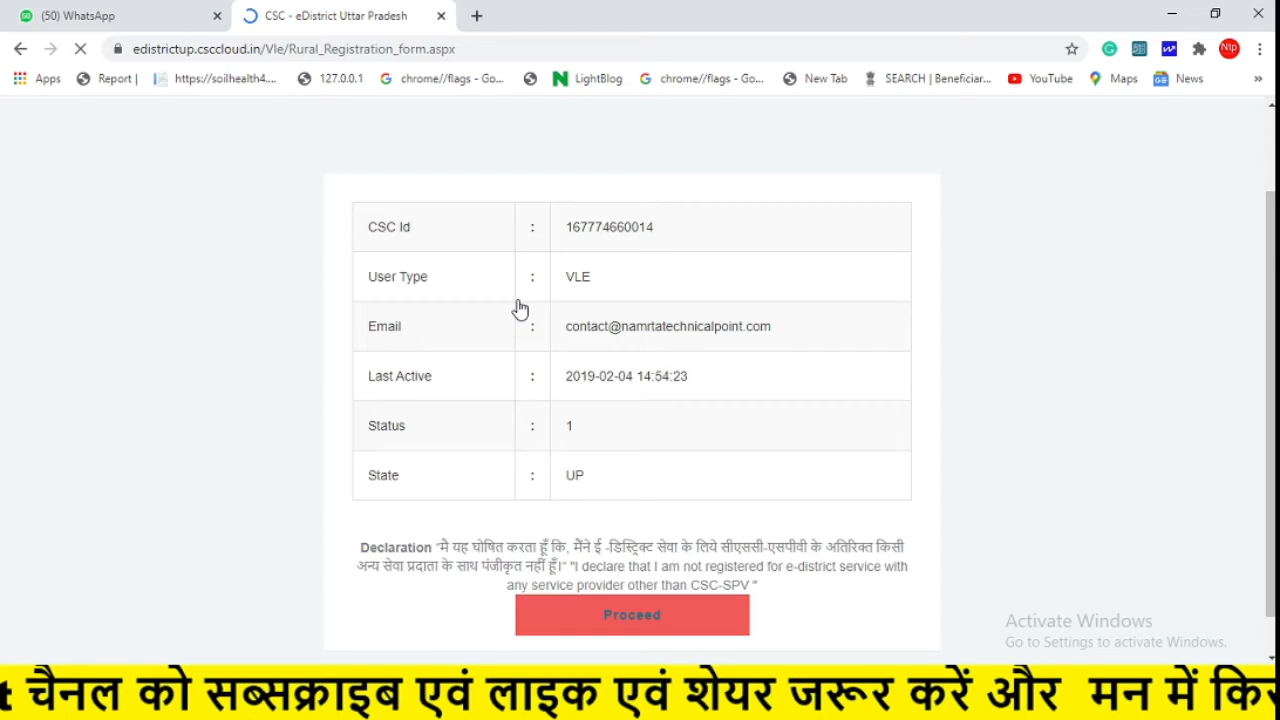 (50) WhatsApp
CSC - eDistrict Uttar Pradesh
edistrictup.csccloud.in/Vle/Rural_Registration_form.aspx
Ntp
Apps Report | https://soilhealth4.... 127.0.0.1 chrome//flags - Go... LightBlog chrome//flags - Go... New Tab SEARCH | Beneficiar... YouTube Maps News »
CSC Id : 167774660014
User Type : VLE
Email : contact@namrtatechnicalpoint.com
Last Active : 2019-02-04 14:54:23
Status : 1
State : UP
Declaration "मै यह घोषित करता हूँ कि, मैंने ई -डिस्ट्रिक्ट सेवा के लिये सीएससी-एसपीवी के अतिरिक्त किसी
अन्य सेवा प्रदाता के साथ पंजीकृत नहीं हूँ।" "I declare that I am not registered for e-district service with
any service provider other than CSC-SPV "
Proceed
Activate Windows
Go to Settings to activate Windows.
t चैनल को सब्सक्राइब एवं लाइक एवं शेयर जरूर करें और मन में